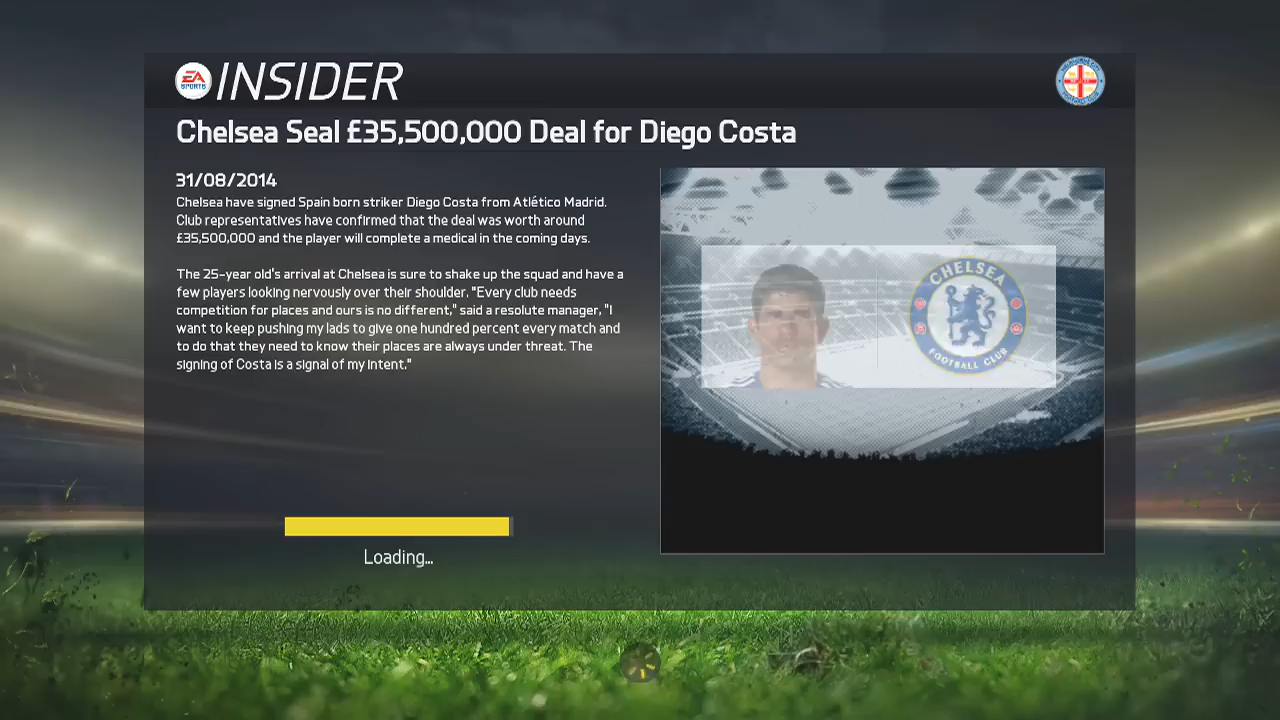 EA
SPORTS
INSIDER
Chelsea Seal £35,500,000 Deal for Diego Costa
31/08/2014
Chelsea have signed Spain born striker Diego Costa from Atlético Madrid.
Club representatives have confirmed that the deal was worth around
£35,500,000 and the player will complete a medical in the coming days.
The 25-year old's arrival at Chelsea is sure to shake up the squad and have a
few players looking nervously over their shoulder. "Every club needs
competition for places and ours is no different," said a resolute manager, "I
want to keep pushing my lads to give one hundred percent every match and
to do that they need to know their places are always under threat. The
signing of Costa is a signal of my intent."
CHELSEA
FOOTBALL CLUB
Loading...